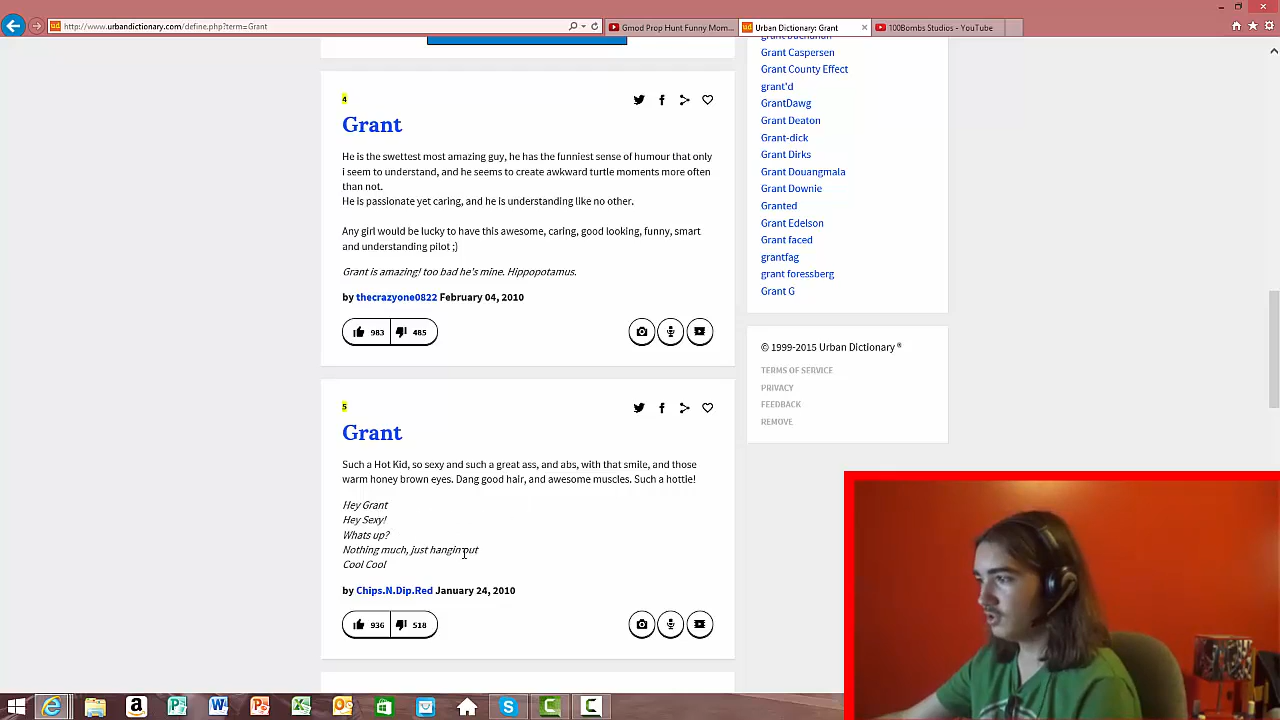 http://www.urbandictionary.com/define.php?term=Grant
Gmod Prop Hunt Funny Mom...
Urban Dictionary: Grant
100Bombs Studios - YouTube
4
Grant
He is the swettest most amazing guy, he has the funniest sense of humour that only
i seem to understand, and he seems to create awkward turtle moments more often
than not.
He is passionate yet caring, and he is understanding like no other.
Any girl would be lucky to have this awesome, caring, good looking, funny, smart
and understanding pilot ;)
Grant is amazing! too bad he's mine. Hippopotamus.
by thecrazyone0822 February 04, 2010
983 485
5
Grant
Such a Hot Kid, so sexy and such a great ass, and abs, with that smile, and those
warm honey brown eyes. Dang good hair, and awesome muscles. Such a hottie!
Hey Grant
Hey Sexy!
Whats up?
Nothing much, just hangin out
Cool Cool
by Chips.N.Dip.Red January 24, 2010
936 518
Grant Caspersen
Grant County Effect
grant'd
GrantDawg
Grant Deaton
Grant-dick
Grant Dirks
Grant Douangmala
Grant Downie
Granted
Grant Edelson
Grant faced
grantfag
grant foressberg
Grant G
© 1999-2015 Urban Dictionary ®
TERMS OF SERVICE
PRIVACY
FEEDBACK
REMOVE